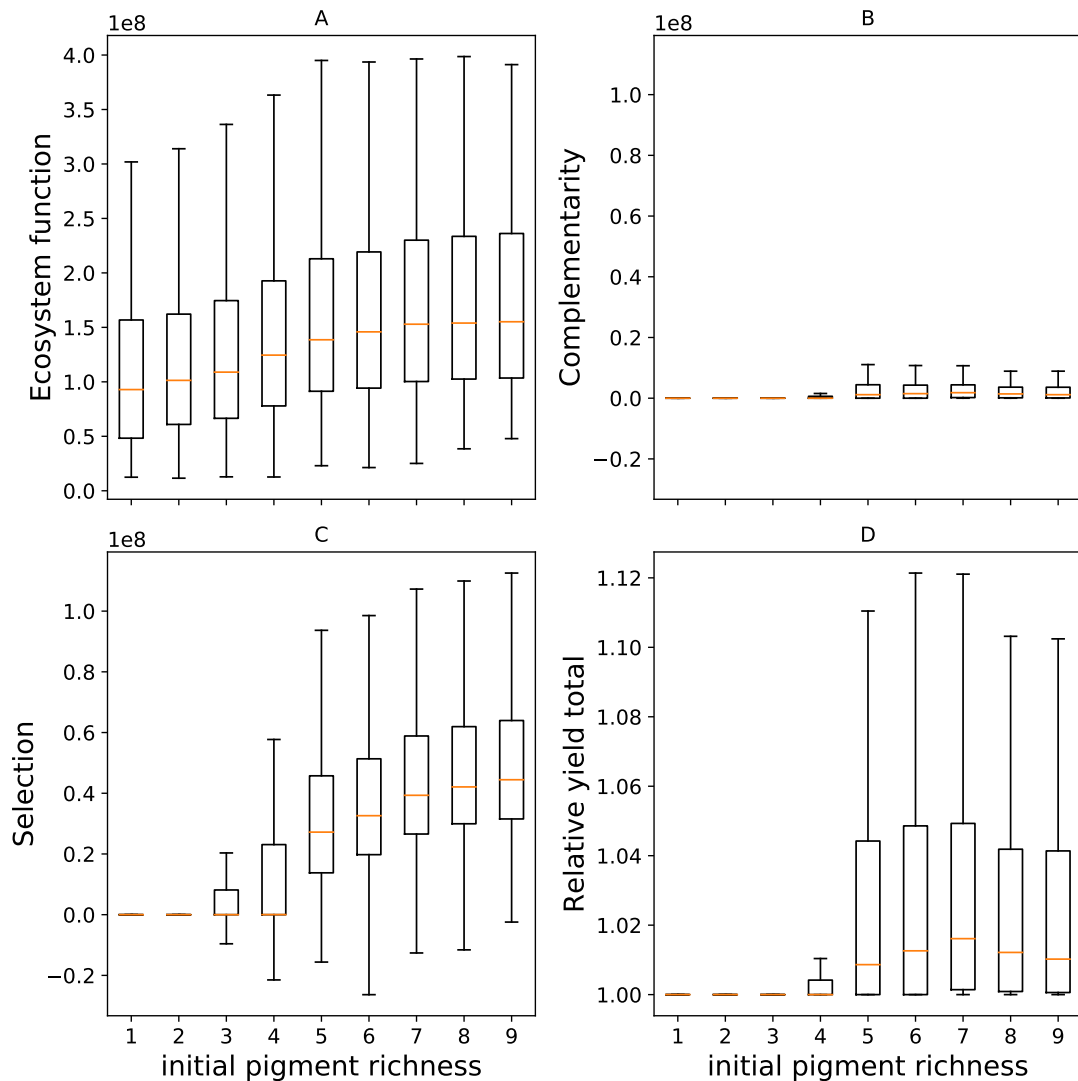 A
1e8
4.0
3.5
3.0
2.5
2.0
1.5
1.0
0.5
0.0
Ecosystem function
B
1e8
1.0
0.8
0.6
0.4
0.2
0.0
−0.2
Complementarity
C
1e8
1.0
0.8
0.6
0.4
0.2
0.0
−0.2
Selection
1 2 3 4 5 6 7 8 9
initial pigment richness
D
1.12
1.10
1.08
1.06
1.04
1.02
1.00
Relative yield total
1 2 3 4 5 6 7 8 9
initial pigment richness